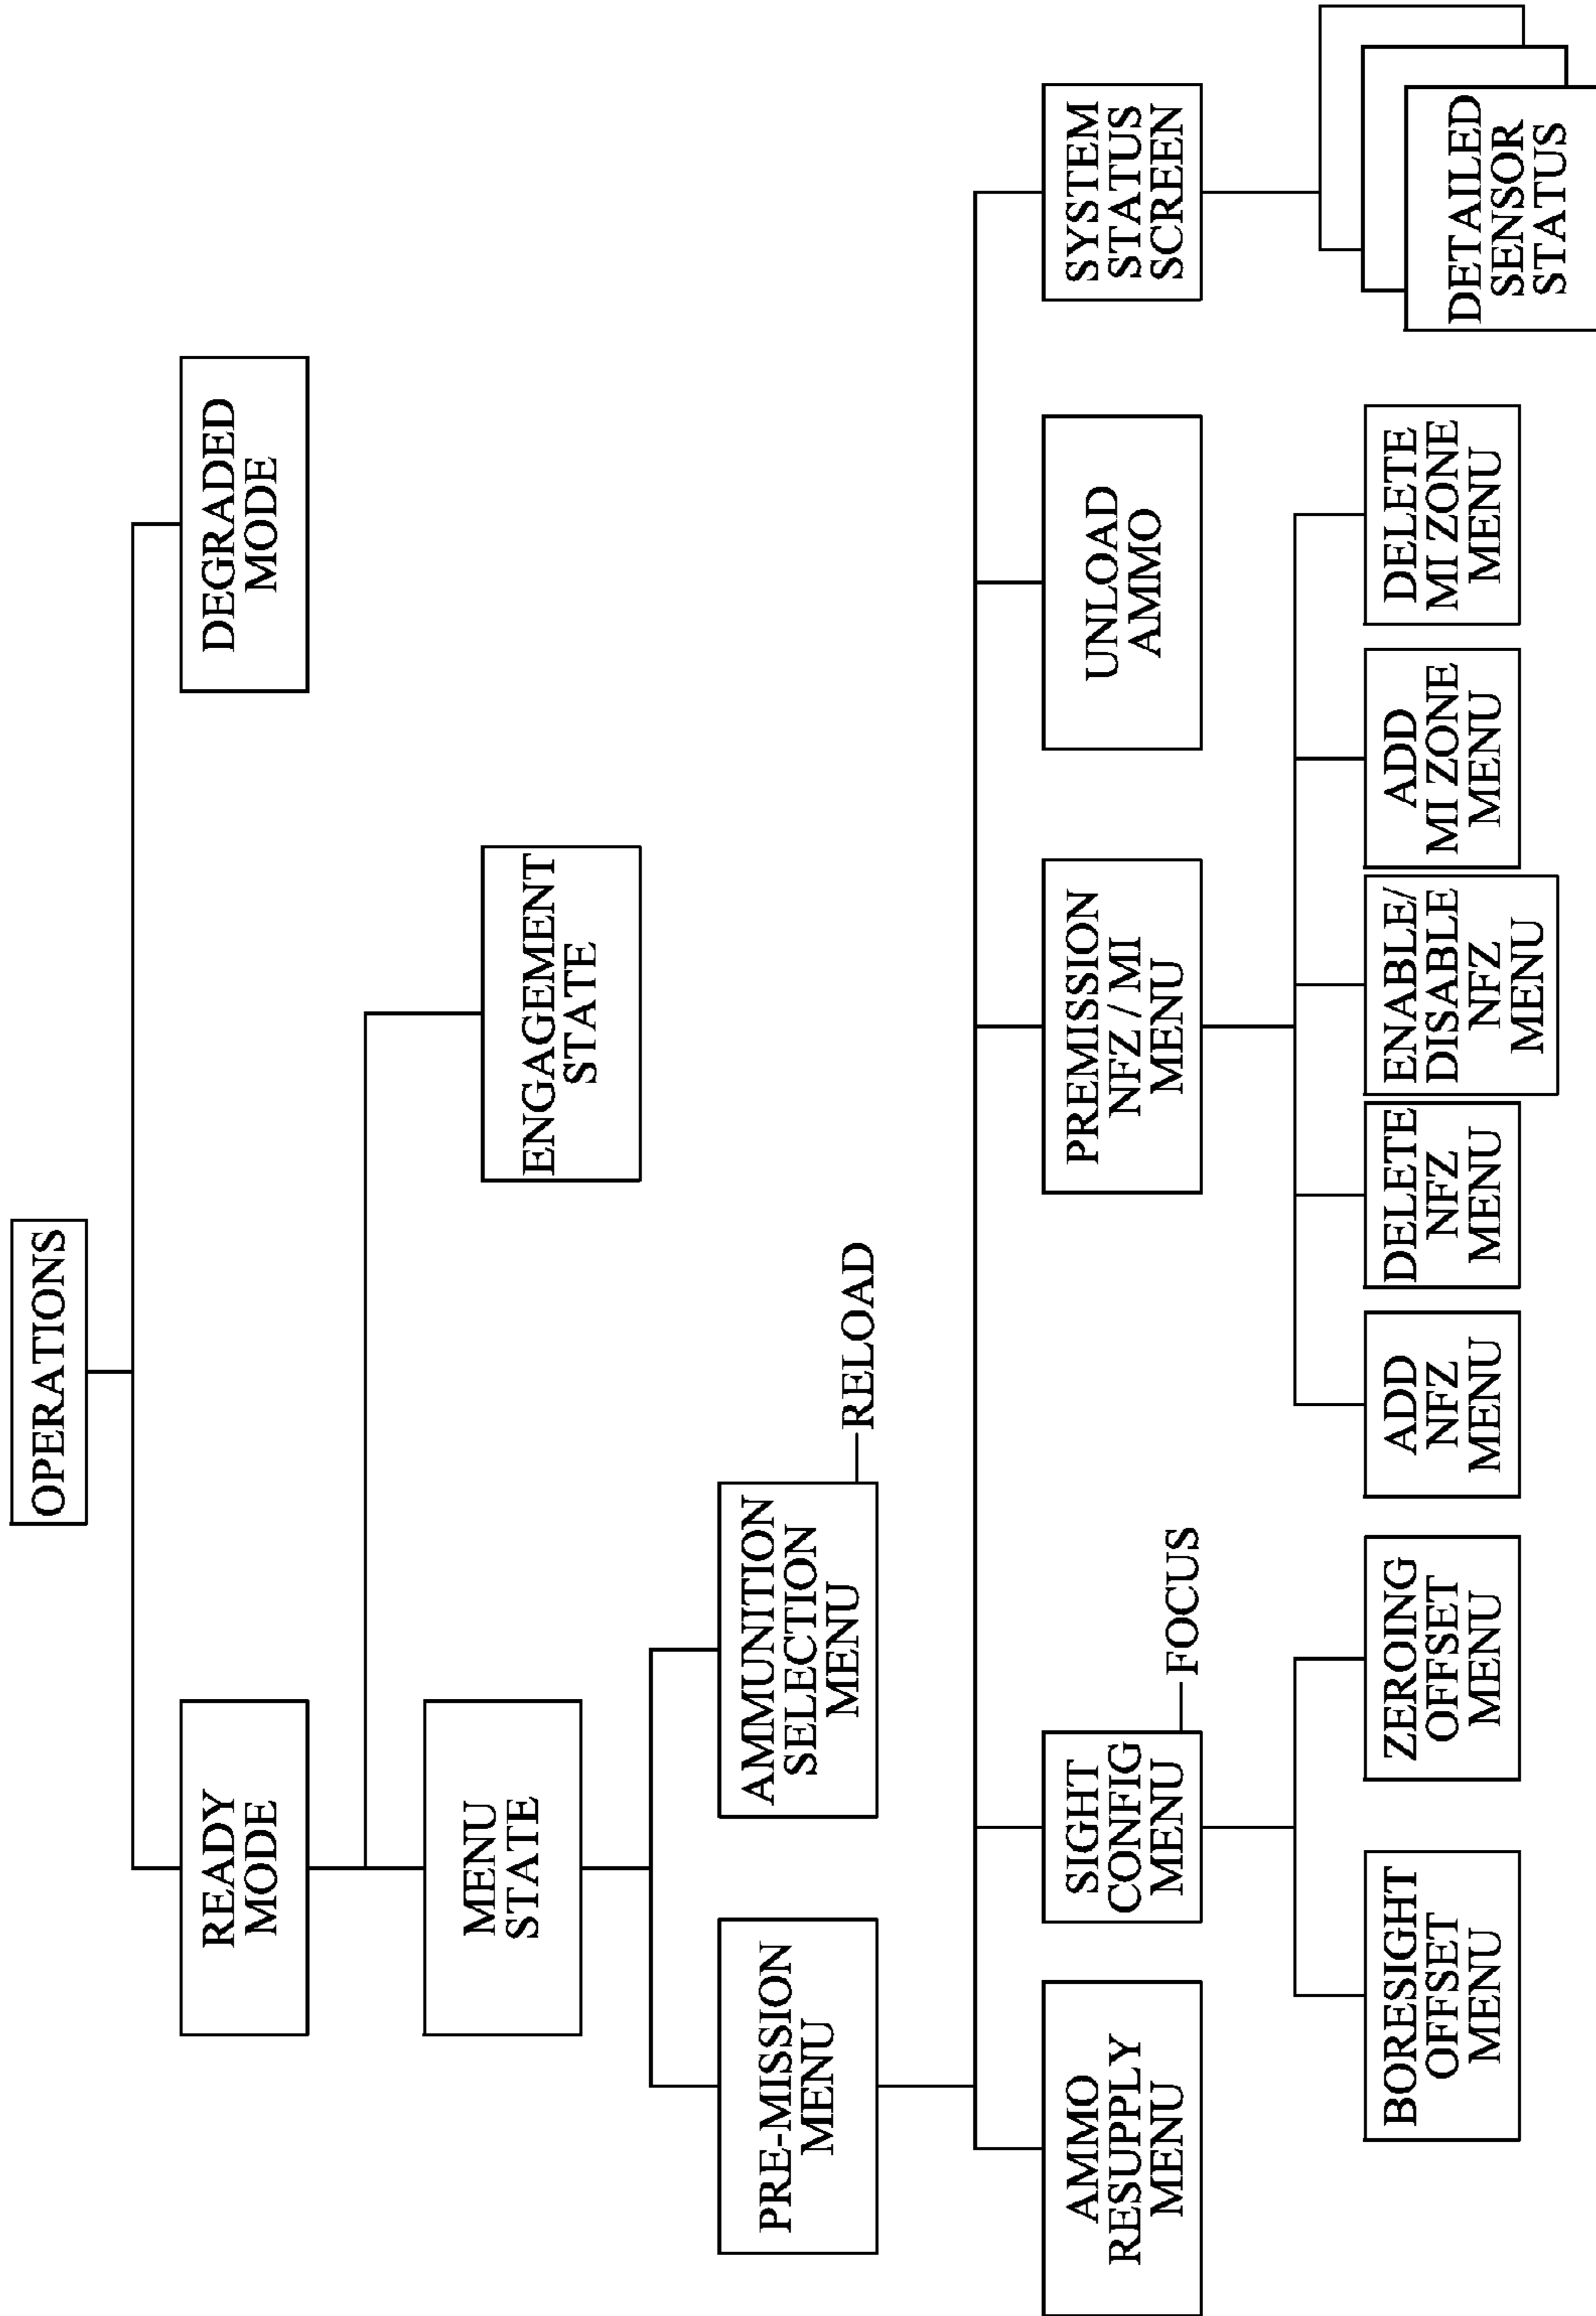 OPERATIONS
READY
MODE
DEGRADED
MODE
MENU
STATE
ENGAGEMENT
STATE
PRE-MISSION
MENU
AMMUNITION
SELECTION
MENU
RELOAD
AMMO
RESUPPLY
MENU
SIGHT
CONFIG
MENU
FOCUS
PREMISSION
NFZ / MI
MENU
UNLOAD
AMMO
SYSTEM
STATUS
SCREEN
BORESIGHT
OFFSET
MENU
ZEROING
OFFSET
MENU
ADD
NFZ
MENU
DELETE
NFZ
MENU
ENABLE/
DISABLE
NFZ
MENU
ADD
MI ZONE
MENU
DELETE
MI ZONE
MENU
DETAILED
SENSOR
STATUS